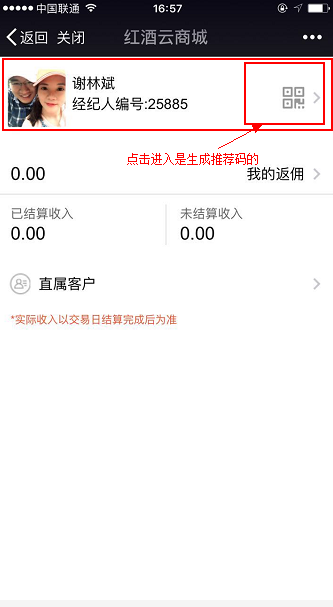 中国联通 16:57
返回 关闭 红酒云商城
谢林斌
经纪人编号:25885
点击进入是生成推荐码的
0.00 我的返佣
已结算收入 未结算收入
0.00 0.00
直属客户
*实际收入以交易日结算完成后为准